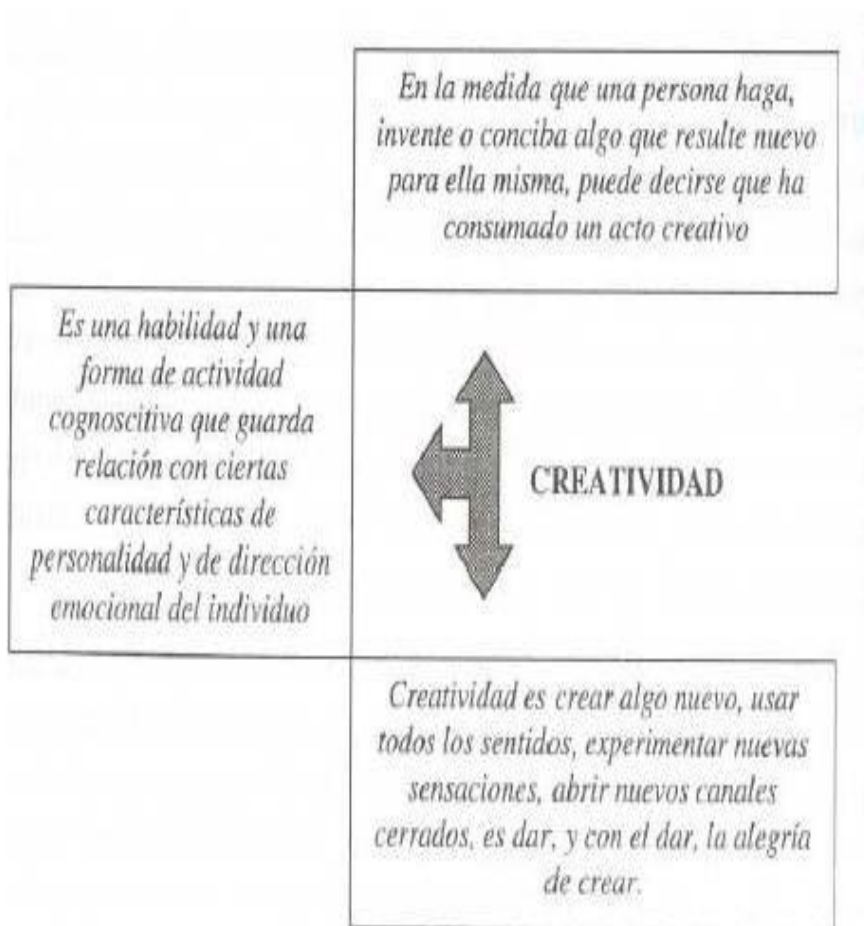 En la medida que una persona haga,
invente o conciba algo que resulte nuevo
para ella misma, puede decirse que ha
consumado un acto creativo
Es una habilidad y una
forma de actividad
cognoscitiva que guarda
relación con ciertas
características de
personalidad y de dirección
emocional del individuo
CREATIVIDAD
Creatividad es crear algo nuevo, usar
todos los sentidos, experimentar nuevas
sensaciones, abrir nuevos canales
cerrados, es dar, y con el dar, la alegría
de crear.